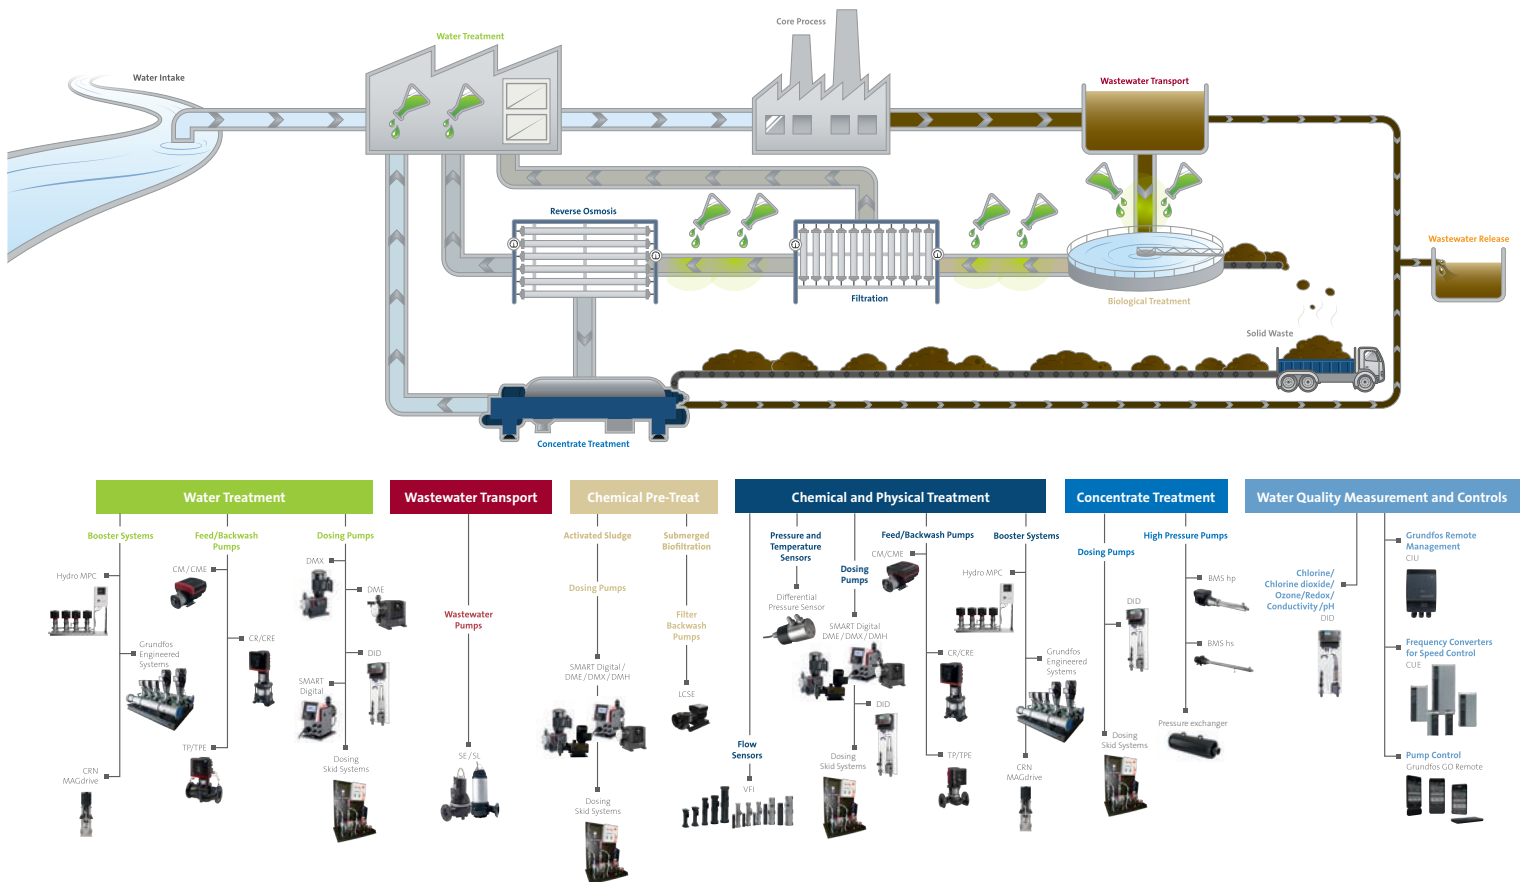 Core Process
Water Treatment
Water Intake
Wastewater Transport
Reverse Osmosis
Filtration
Biological Treatment
Wastewater Release
Solid Waste
Concentrate Treatment
Water Treatment
Booster Systems
Hydro MPC
Grundfos
Engineered
Systems
CRN
MAGdrive
Feed/Backwash
Pumps
CM / CME
CR/CRE
TP/TPE
Dosing Pumps
DMX
DME
DID
SMART
Digital
Dosing
Skid Systems
Wastewater Transport
Wastewater
Pumps
SE / SL
Chemical Pre-Treat
Activated Sludge
Dosing Pumps
SMART Digital /
DME / DMX / DMH
Dosing
Skid Systems
Submerged
Biofiltration
Filter
Backwash
Pumps
LCSE
Chemical and Physical Treatment
Flow
Sensors
VFI
Pressure and
Temperature
Sensors
Differential
Pressure Sensor
Dosing
Pumps
SMART Digital
DME / DMX / DMH
DID
Dosing
Skid Systems
Feed/Backwash Pumps
CM/CME
CR/CRE
TP/TPE
Booster Systems
Hydro MPC
Grundfos
Engineered
Systems
CRN
MAGdrive
Concentrate Treatment
Dosing Pumps
DID
Dosing
Skid Systems
High Pressure Pumps
BMS hp
BMS hs
Pressure exchanger
Water Quality Measurement and Controls
Chlorine/
Chlorine dioxide/
Ozone/Redox/
Conductivity /pH
DID
Grundfos Remote
Management
CIU
Frequency Converters
for Speed Control
CUE
Pump Control
Grundfos GO Remote